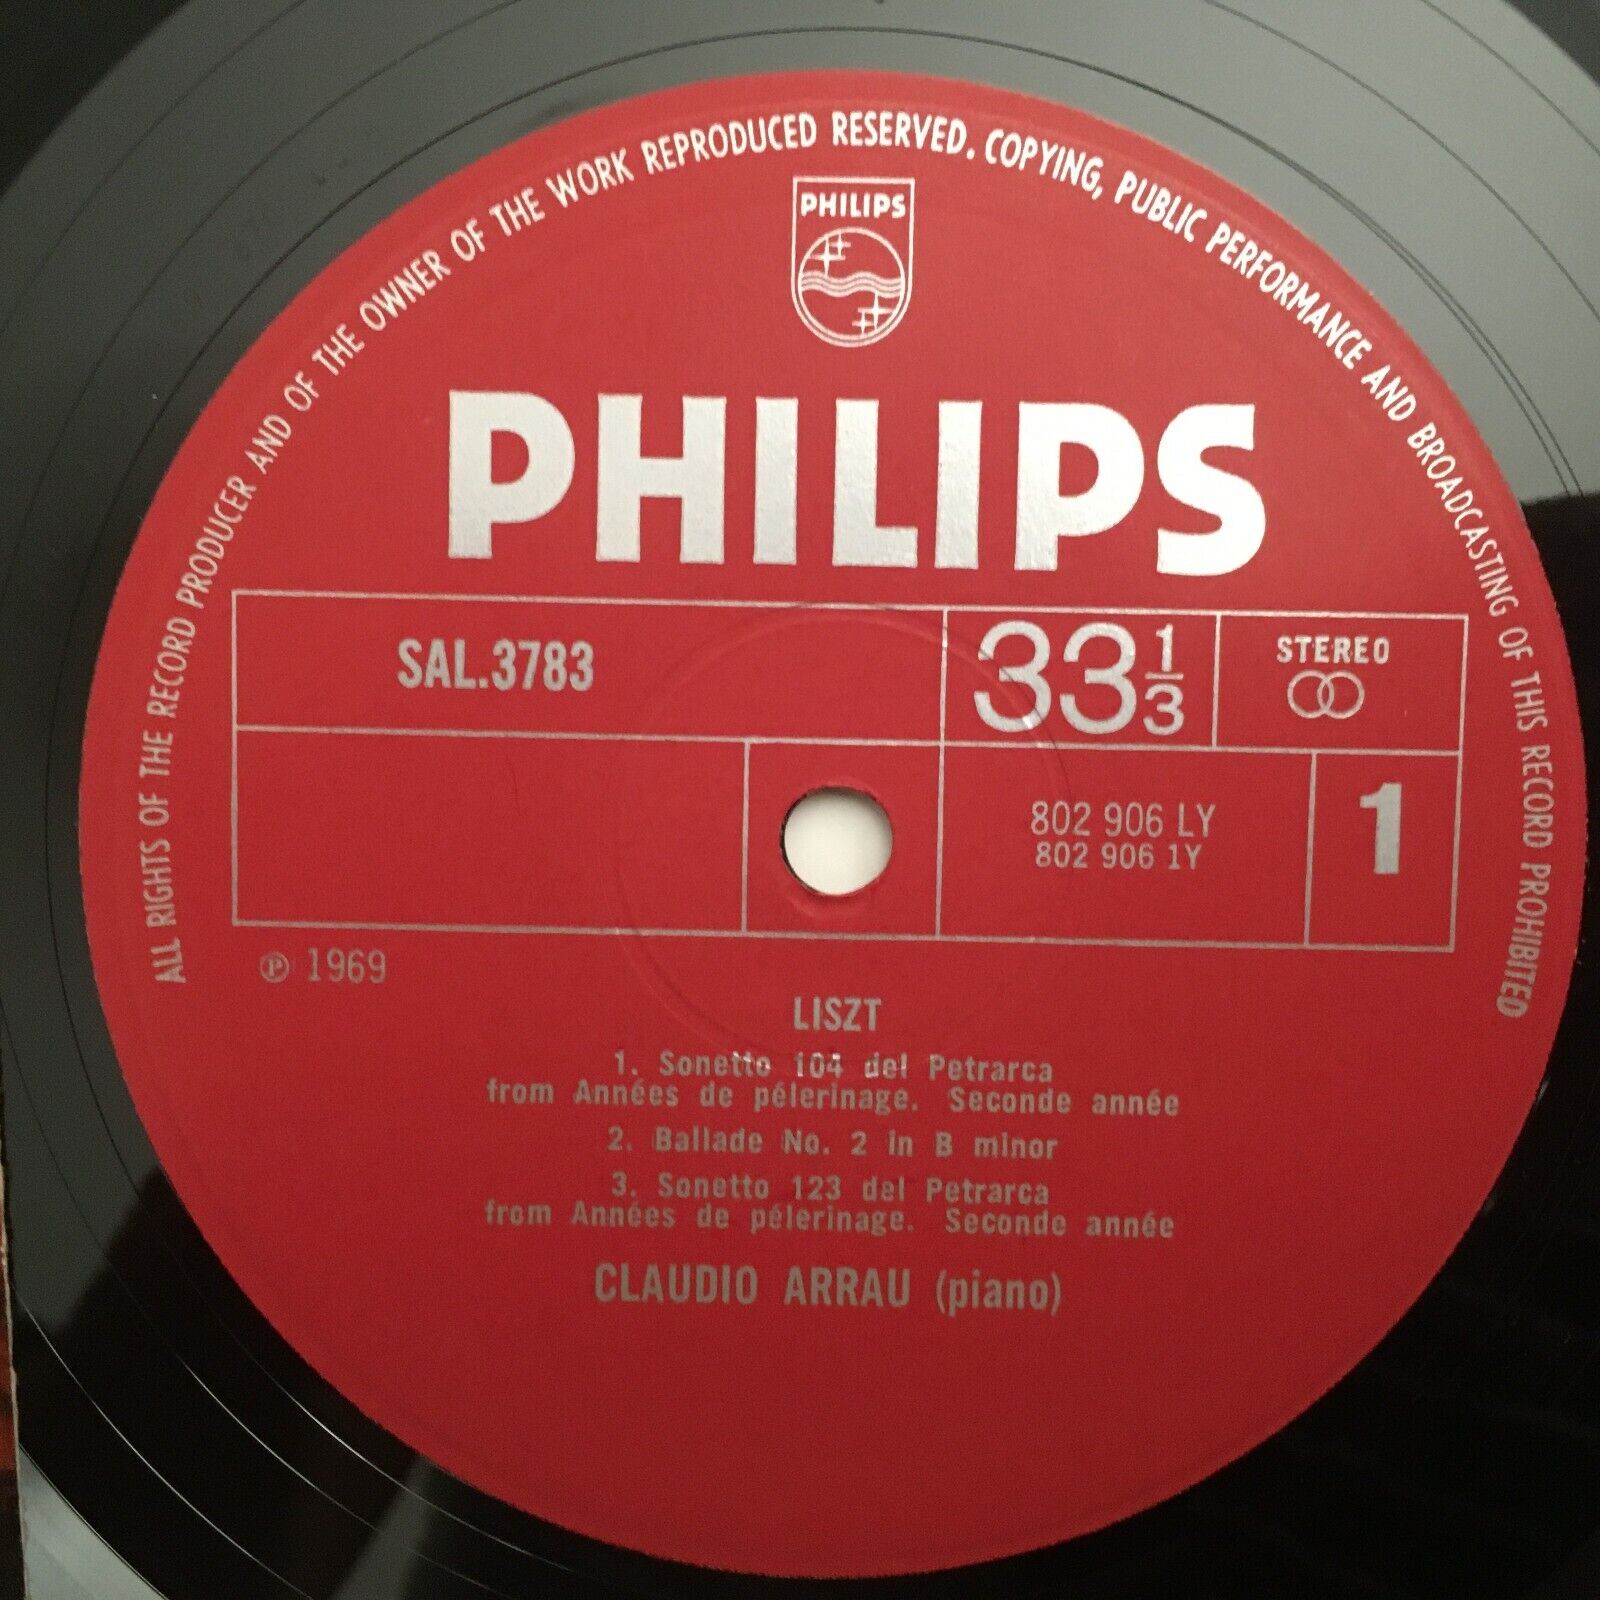 ALL RIGHTS OF THE RECORD PRODUCER AND OF THE OWNER OF THE WORK REPRODUCED RESERVED. COPYING, PUBLIC PERFORMANCE AND BROADCASTING OF THIS RECORD PROHIBITED
PHILIPS
PHILIPS
SAL.3783
33 1/3
STEREO
802 906 LY
802 906 1Y
1
℗ 1969
LISZT
1. Sonetto 104 del Petrarca
from Années de pélerinage. Seconde année
2. Ballade No. 2 in B minor
3. Sonetto 123 del Petrarca
from Années de pélerinage. Seconde année
CLAUDIO ARRAU (piano)